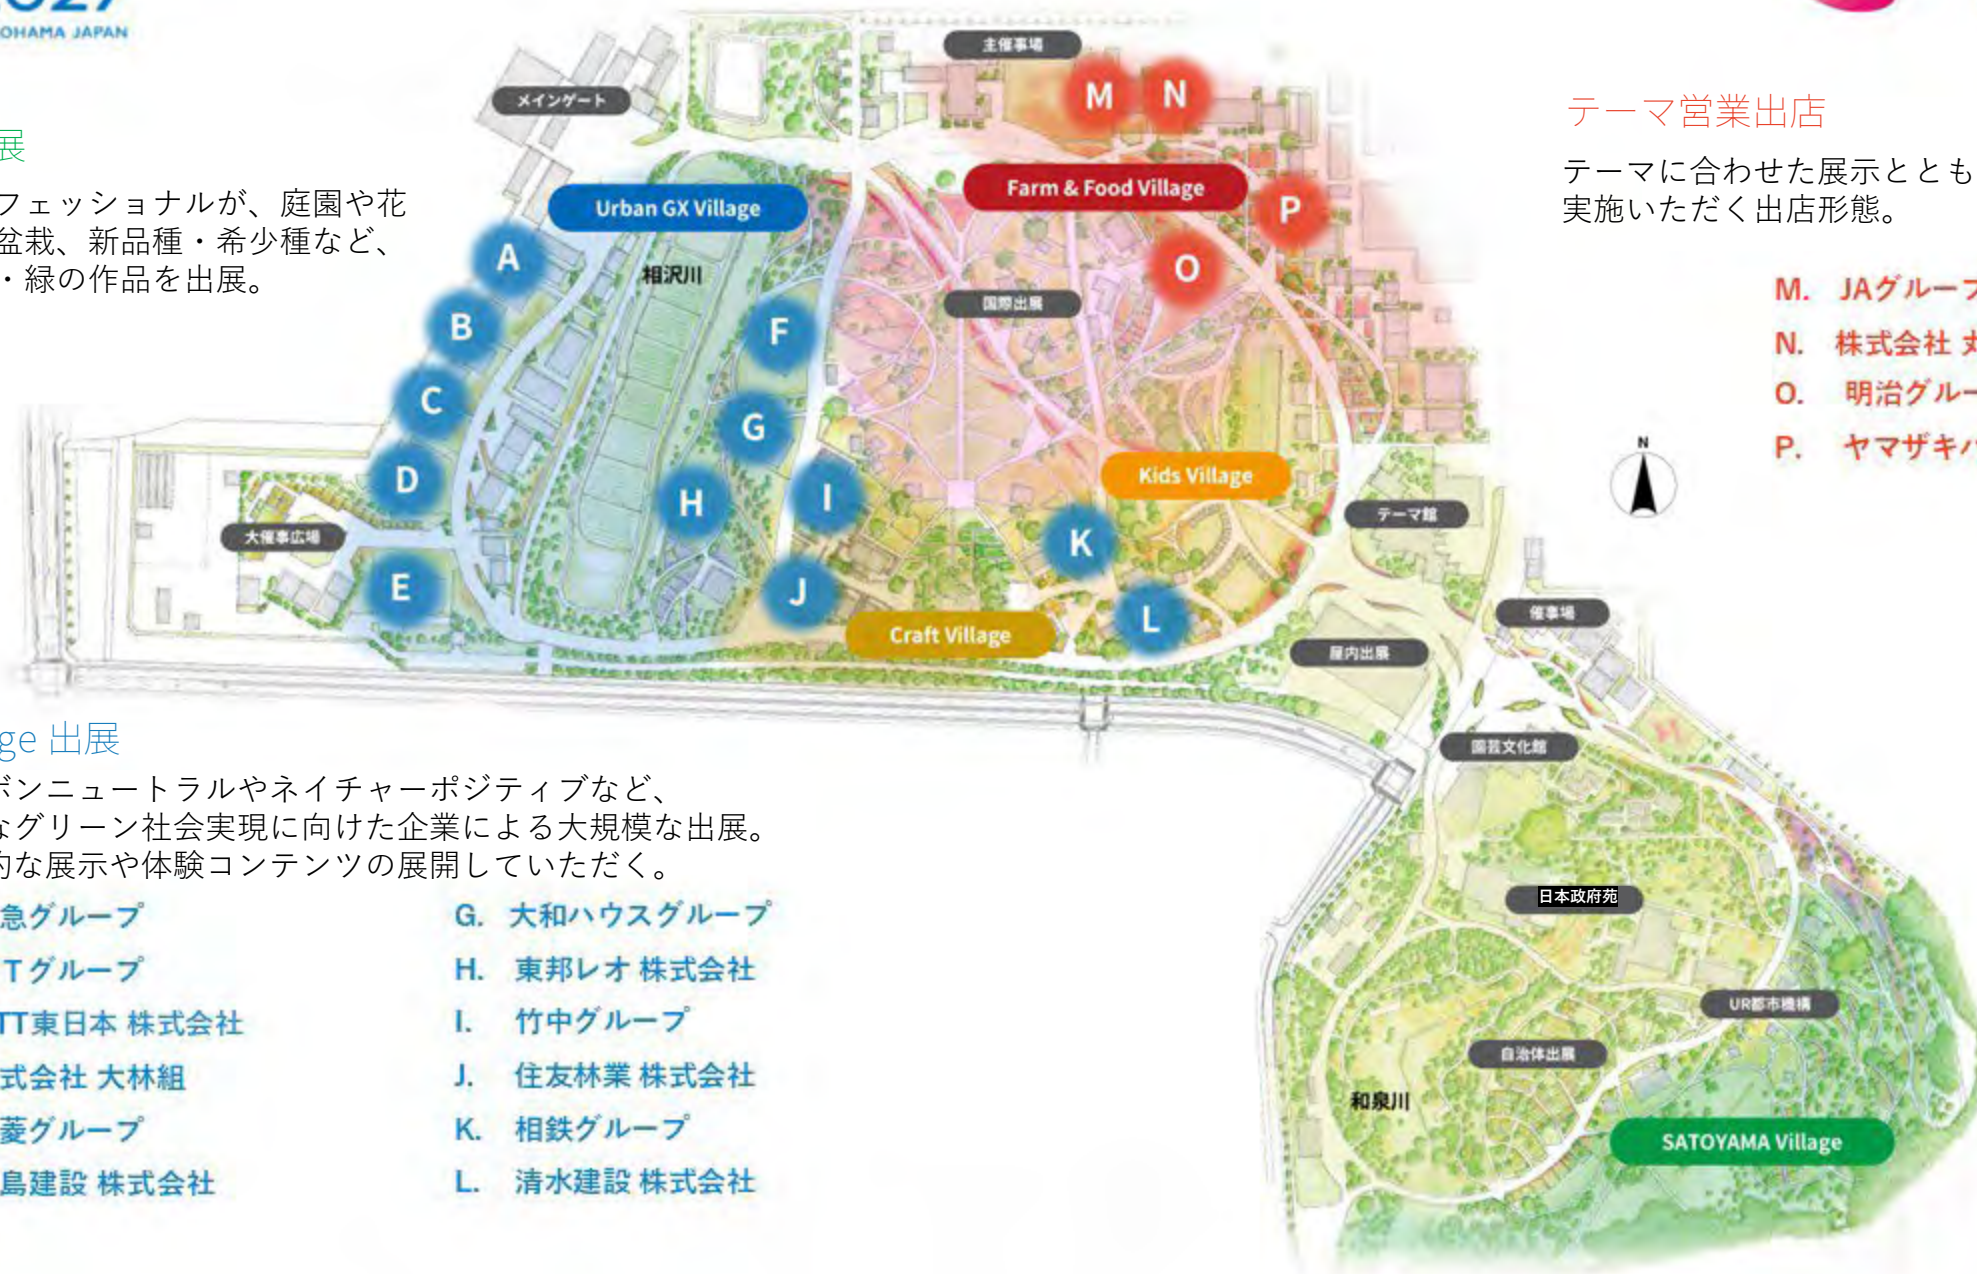 2027
YOKOHAMA JAPAN
展
フェッショナルが、庭園や花
盆栽、新品種・希少種など、
・緑の作品を出展。
メインゲート
主催事場
M
N
Urban GX Village
Farm & Food Village
P
A
相沢川
O
B
F
国際出展
C
G
D
H
I
Kids Village
大催事広場
K
テーマ館
E
J
L
Craft Village
催事場
屋内出展
園芸文化館
日本政府苑
UR都市機構
自治体出展
和泉川
SATOYAMA Village
N
テーマ営業出店
テーマに合わせた展示ととも
実施いただく出店形態。
M. JAグループ
N. 株式会社
O. 明治グルー
P. ヤマザキ
ge 出展
ボンニュートラルやネイチャーポジティブなど、
なグリーン社会実現に向けた企業による大規模な出展。
的な展示や体験コンテンツの展開していただく。
急グループ
Tグループ
TT東日本 株式会社
式会社 大林組
菱グループ
島建設 株式会社
G. 大和ハウスグループ
H. 東邦レオ 株式会社
I. 竹中グループ
J. 住友林業 株式会社
K. 相鉄グループ
L. 清水建設 株式会社